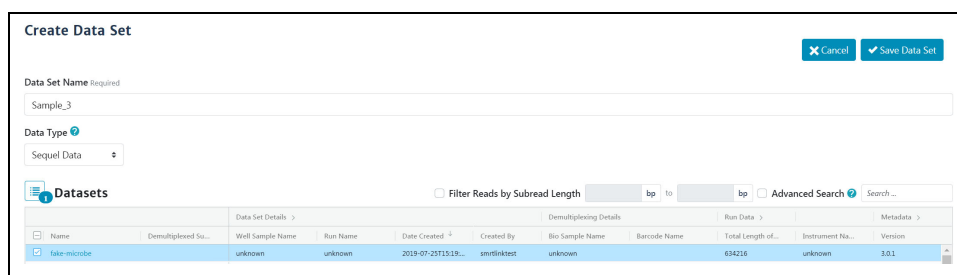 Create Data Set
Cancel Save Data Set
Data Set Name Required
Sample_3
Data Type ?
Sequel Data
1 Datasets Filter Reads by Subread Length bp to bp Advanced Search ? Search ...
Data Set Details > Demultiplexing Details Run Data > Metadata >
Name Demultiplexed Su... Well Sample Name Run Name Date Created Created By Bio Sample Name Barcode Name Total Length of... Instrument Na... Version
fake-microbe unknown unknown 2019-07-25T15:19:... smrtlinktest unknown 634216 unknown 3.0.1